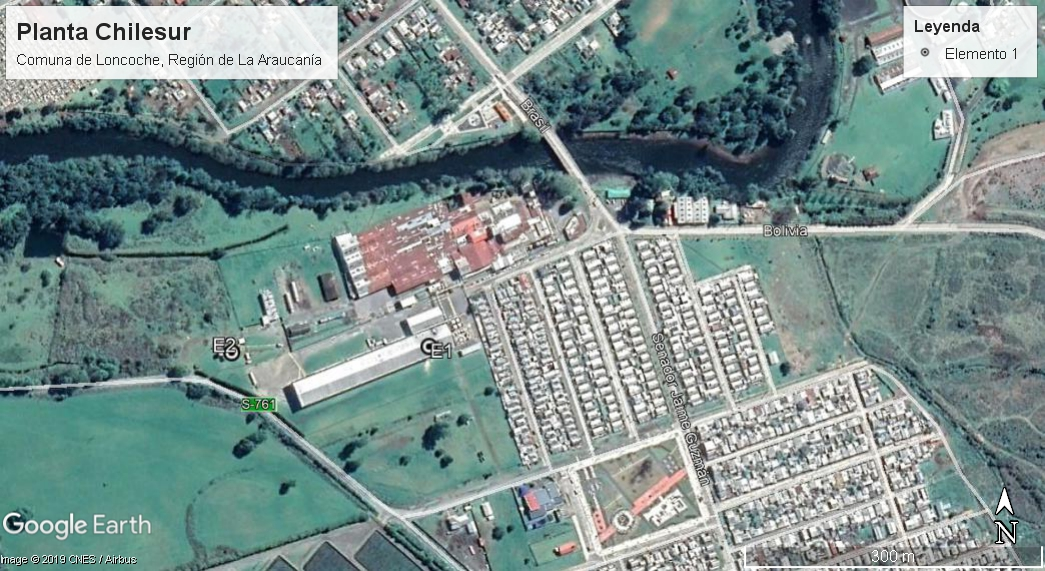 Planta Chilesur
Comuna de Loncoche, Región de La Araucanía
Leyenda
Elemento 1
Brasil
Bolivia
E2
E1
Senador Jaime Guzmán
S-761
Google Earth
Image © 2019 CNES / Airbus
N
300 m